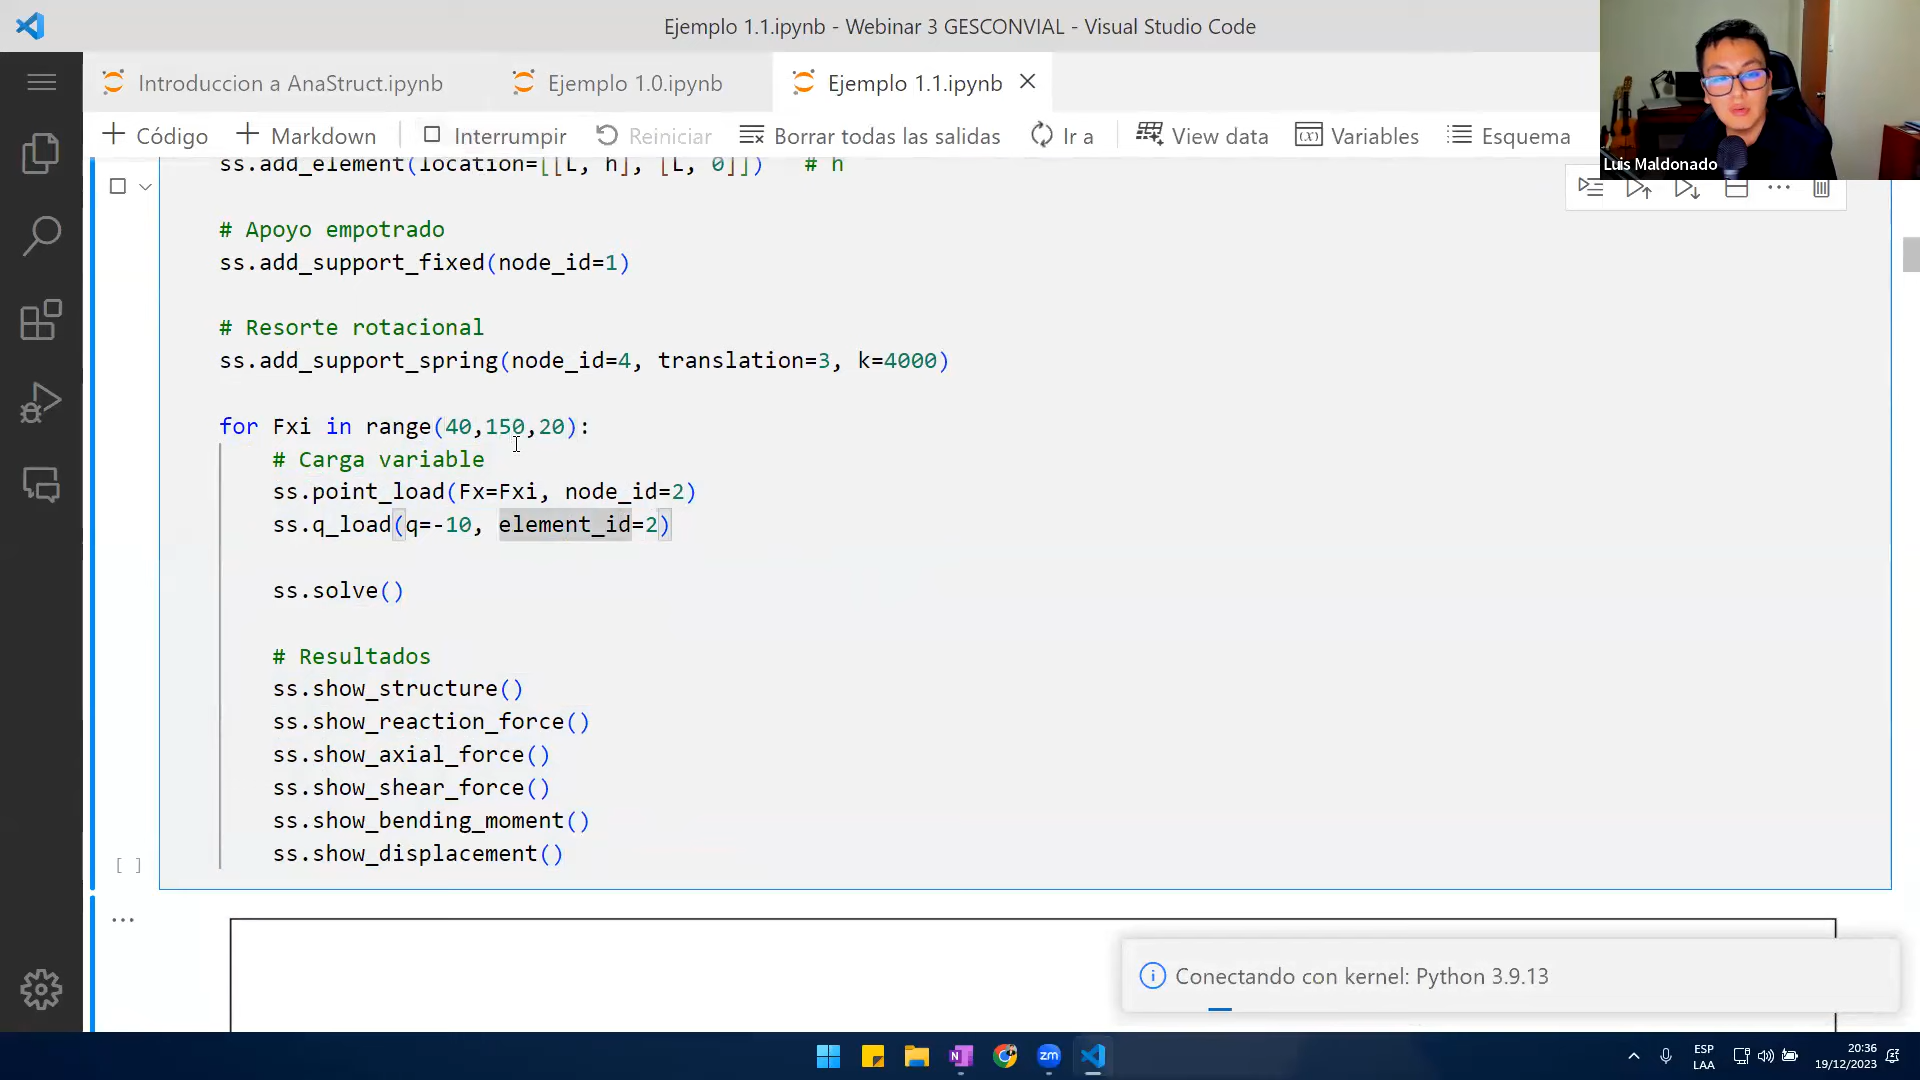 Ejemplo 1.1.ipynb - Webinar 3 GESCONVIAL - Visual Studio Code
Introduccion a AnaStruct.ipynb
Ejemplo 1.0.ipynb
Ejemplo 1.1.ipynb
Código
Markdown
Interrumpir
Reiniciar
Borrar todas las salidas
Ir a
View data
Variables
Esquema
Luis Maldonado
ss.add_element(location=[[L, h], [L, 0]])   # h
# Apoyo empotrado
ss.add_support_fixed(node_id=1)
# Resorte rotacional
ss.add_support_spring(node_id=4, translation=3, k=4000)
for Fxi in range(40,150,20):
# Carga variable
ss.point_load(Fx=Fxi, node_id=2)
ss.q_load(q=-10, element_id=2)
ss.solve()
# Resultados
ss.show_structure()
ss.show_reaction_force()
ss.show_axial_force()
ss.show_shear_force()
ss.show_bending_moment()
ss.show_displacement()
[ ]
Conectando con kernel: Python 3.9.13
zm
ESP
LAA
20:36
19/12/2023